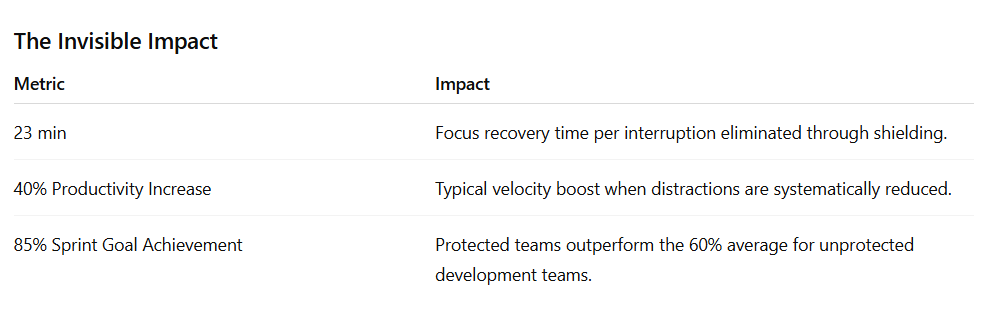 The Invisible Impact
Metric Impact
23 min Focus recovery time per interruption eliminated through shielding.
40% Productivity Increase Typical velocity boost when distractions are systematically reduced.
85% Sprint Goal Achievement Protected teams outperform the 60% average for unprotected
development teams.